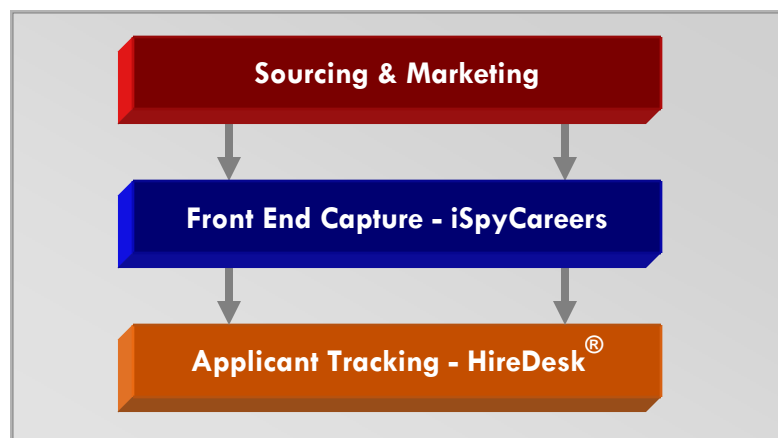 Sourcing & Marketing
Front End Capture - iSpyCareers
Applicant Tracking - HireDesk®